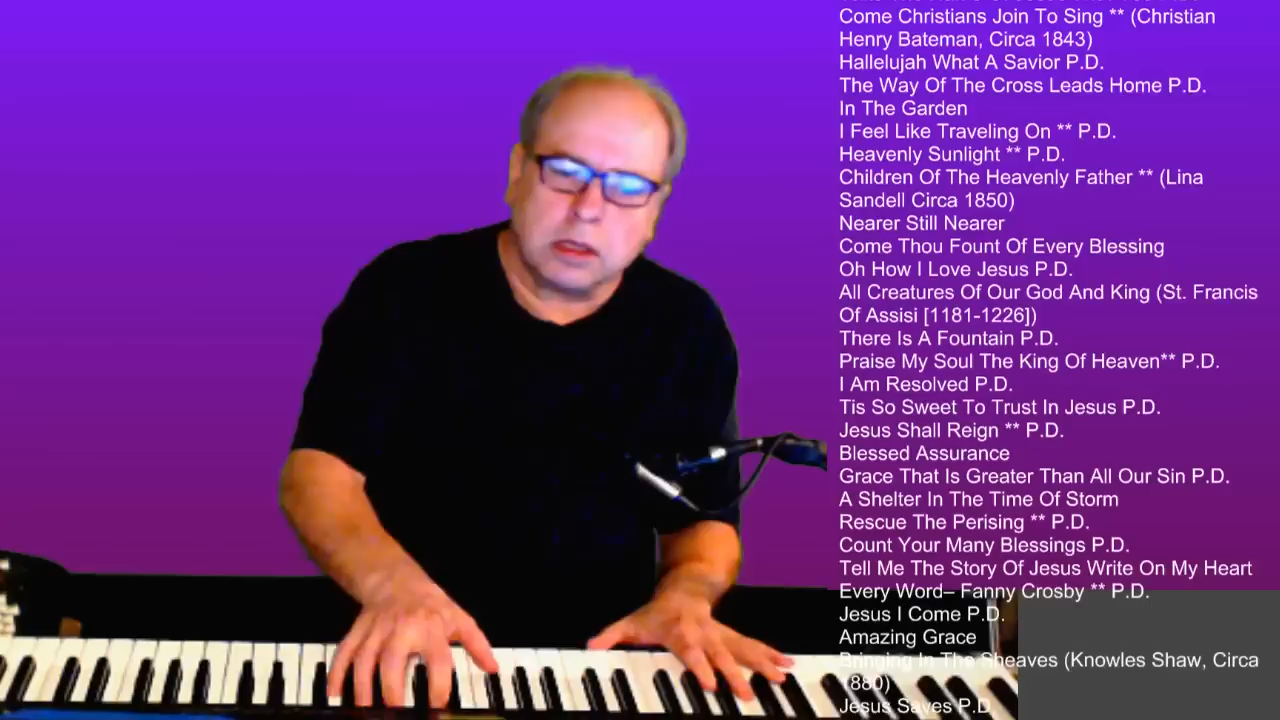 Come Christians Join To Sing ** (Christian
Henry Bateman, Circa 1843)
Hallelujah What A Savior P.D.
The Way Of The Cross Leads Home P.D.
In The Garden
I Feel Like Traveling On ** P.D.
Heavenly Sunlight ** P.D.
Children Of The Heavenly Father ** (Lina
Sandell Circa 1850)
Nearer Still Nearer
Come Thou Fount Of Every Blessing
Oh How I Love Jesus P.D.
All Creatures Of Our God And King (St. Francis
Of Assisi [1181-1226])
There Is A Fountain P.D.
Praise My Soul The King Of Heaven** P.D.
I Am Resolved P.D.
Tis So Sweet To Trust In Jesus P.D.
Jesus Shall Reign ** P.D.
Blessed Assurance
Grace That Is Greater Than All Our Sin P.D.
A Shelter In The Time Of Storm
Rescue The Perising ** P.D.
Count Your Many Blessings P.D.
Tell Me The Story Of Jesus Write On My Heart
Every Word– Fanny Crosby ** P.D.
Jesus I Come P.D.
Amazing Grace
Bringing In The Sheaves (Knowles Shaw, Circa
1880)
Jesus Saves P.D.